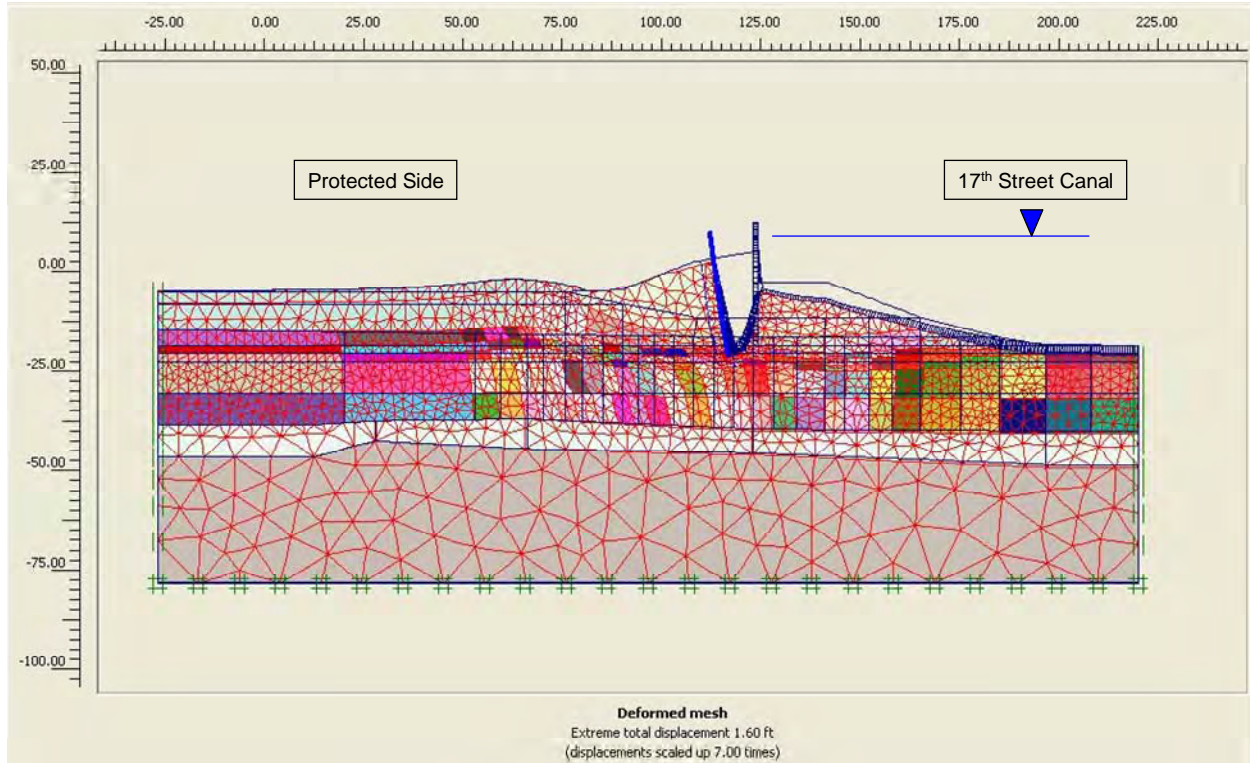 -25.00 0.00 25.00 50.00 75.00 100.00 125.00 150.00 175.00 200.00 225.00
50.00
25.00
Protected Side
17th Street Canal
0.00
-25.00
-50.00
-75.00
-100.00
Deformed mesh
Extreme total displacement 1.60 ft
(displacements scaled up 7.00 times)